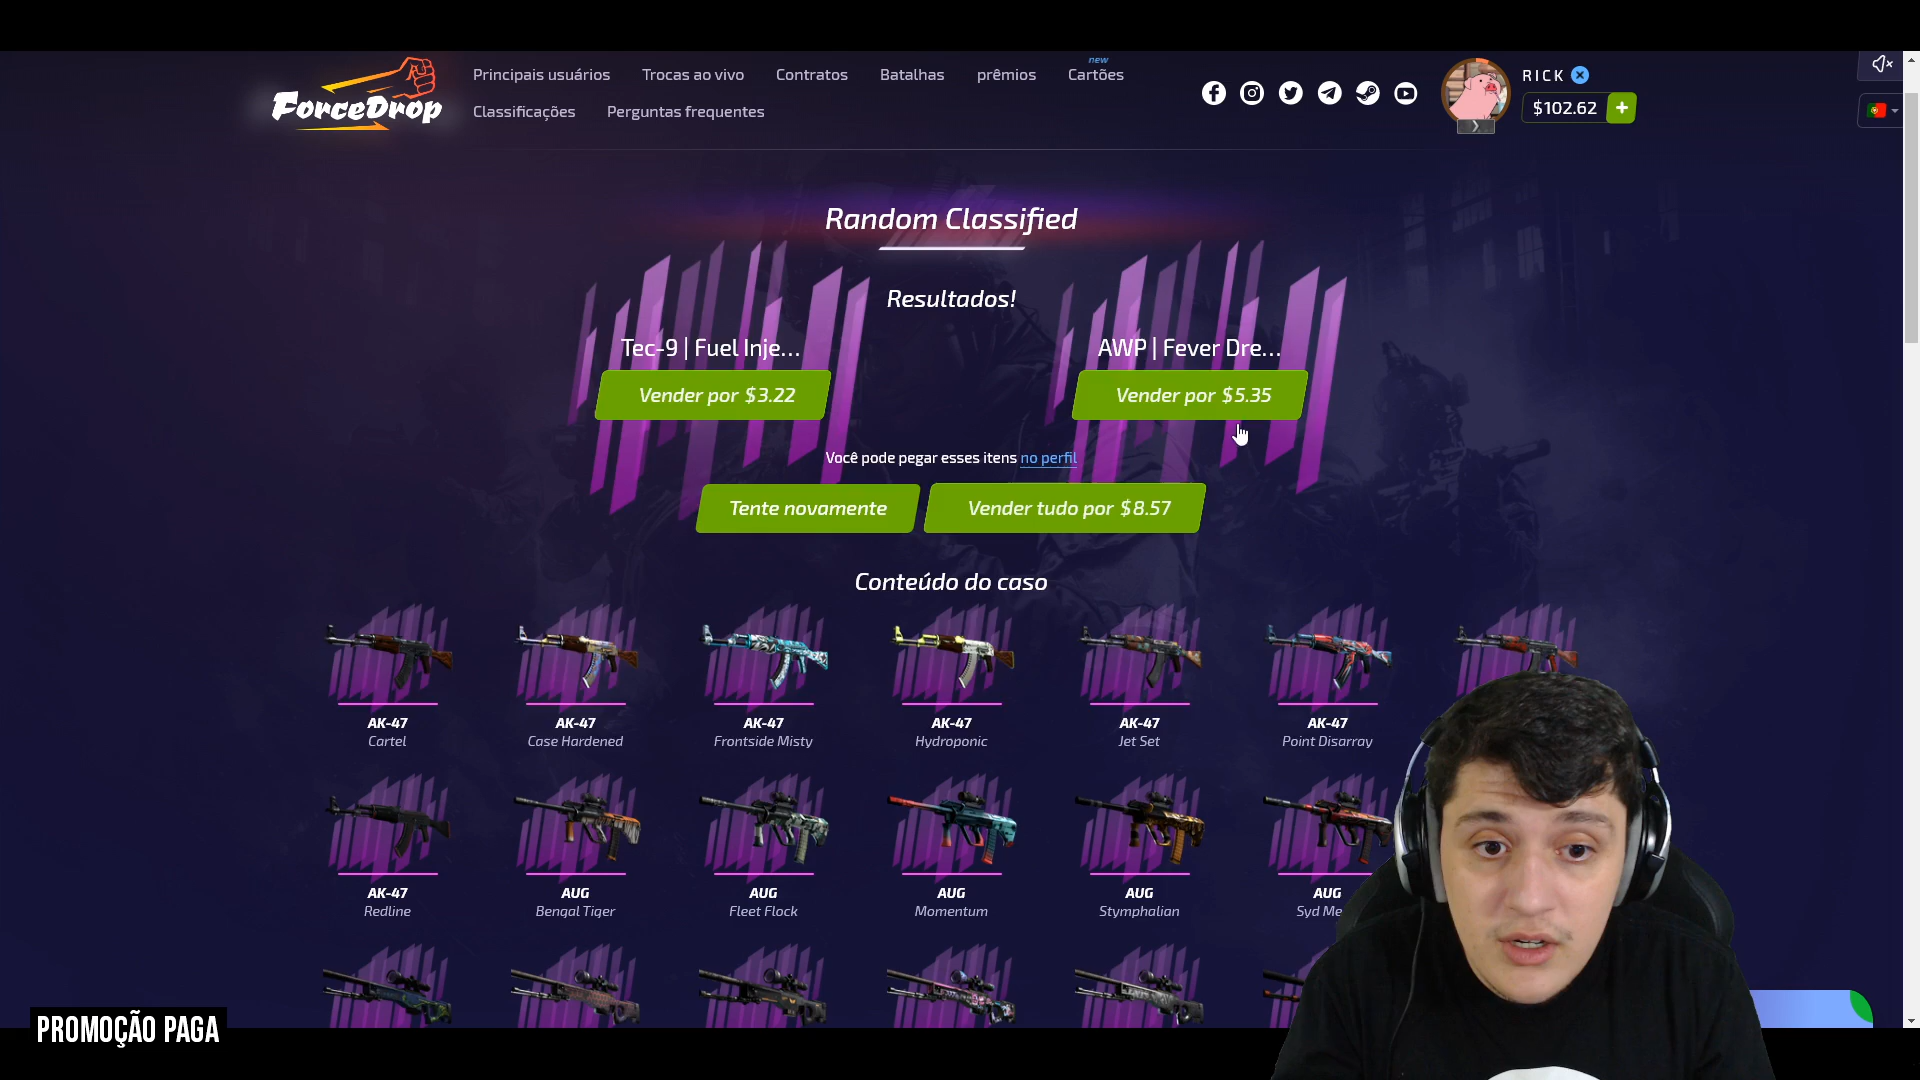 ForceDrop
Principais usuários
Trocas ao vivo
Contratos
Batalhas
prêmios
new
Cartões
Classificações
Perguntas frequentes
RICK
$102.62
Random Classified
Resultados!
Tec-9 | Fuel Inje...
AWP | Fever Dre...
Vender por $3.22
Vender por $5.35
Você pode pegar esses itens no perfil
Tente novamente
Vender tudo por $8.57
Conteúdo do caso
AK-47
Cartel
AK-47
Case Hardened
AK-47
Frontside Misty
AK-47
Hydroponic
AK-47
Jet Set
AK-47
Point Disarray
AK-47
Redline
AUG
Bengal Tiger
AUG
Fleet Flock
AUG
Momentum
AUG
Stymphalian
AUG
Syd Me
PROMOÇÃO PAGA